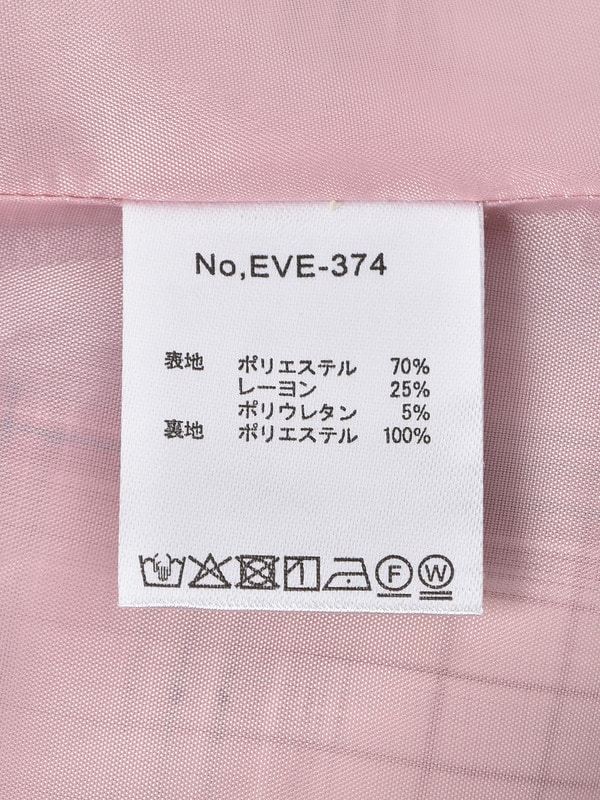 No,EVE-374
表地 ポリエステル 70%
レーヨン 25%
ポリウレタン 5%
裏地 ポリエステル 100%
F W